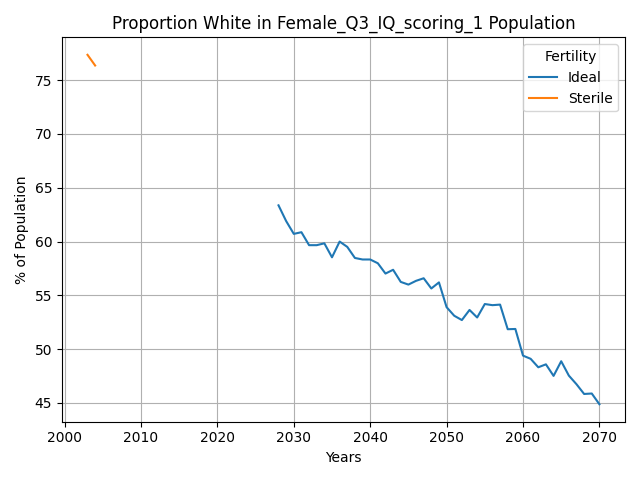 Proportion White in Female_Q3_IQ_scoring_1 Population
Fertility
Ideal
Sterile
% of Population
75
70
65
60
55
50
45
2000 2010 2020 2030 2040 2050 2060 2070
Years